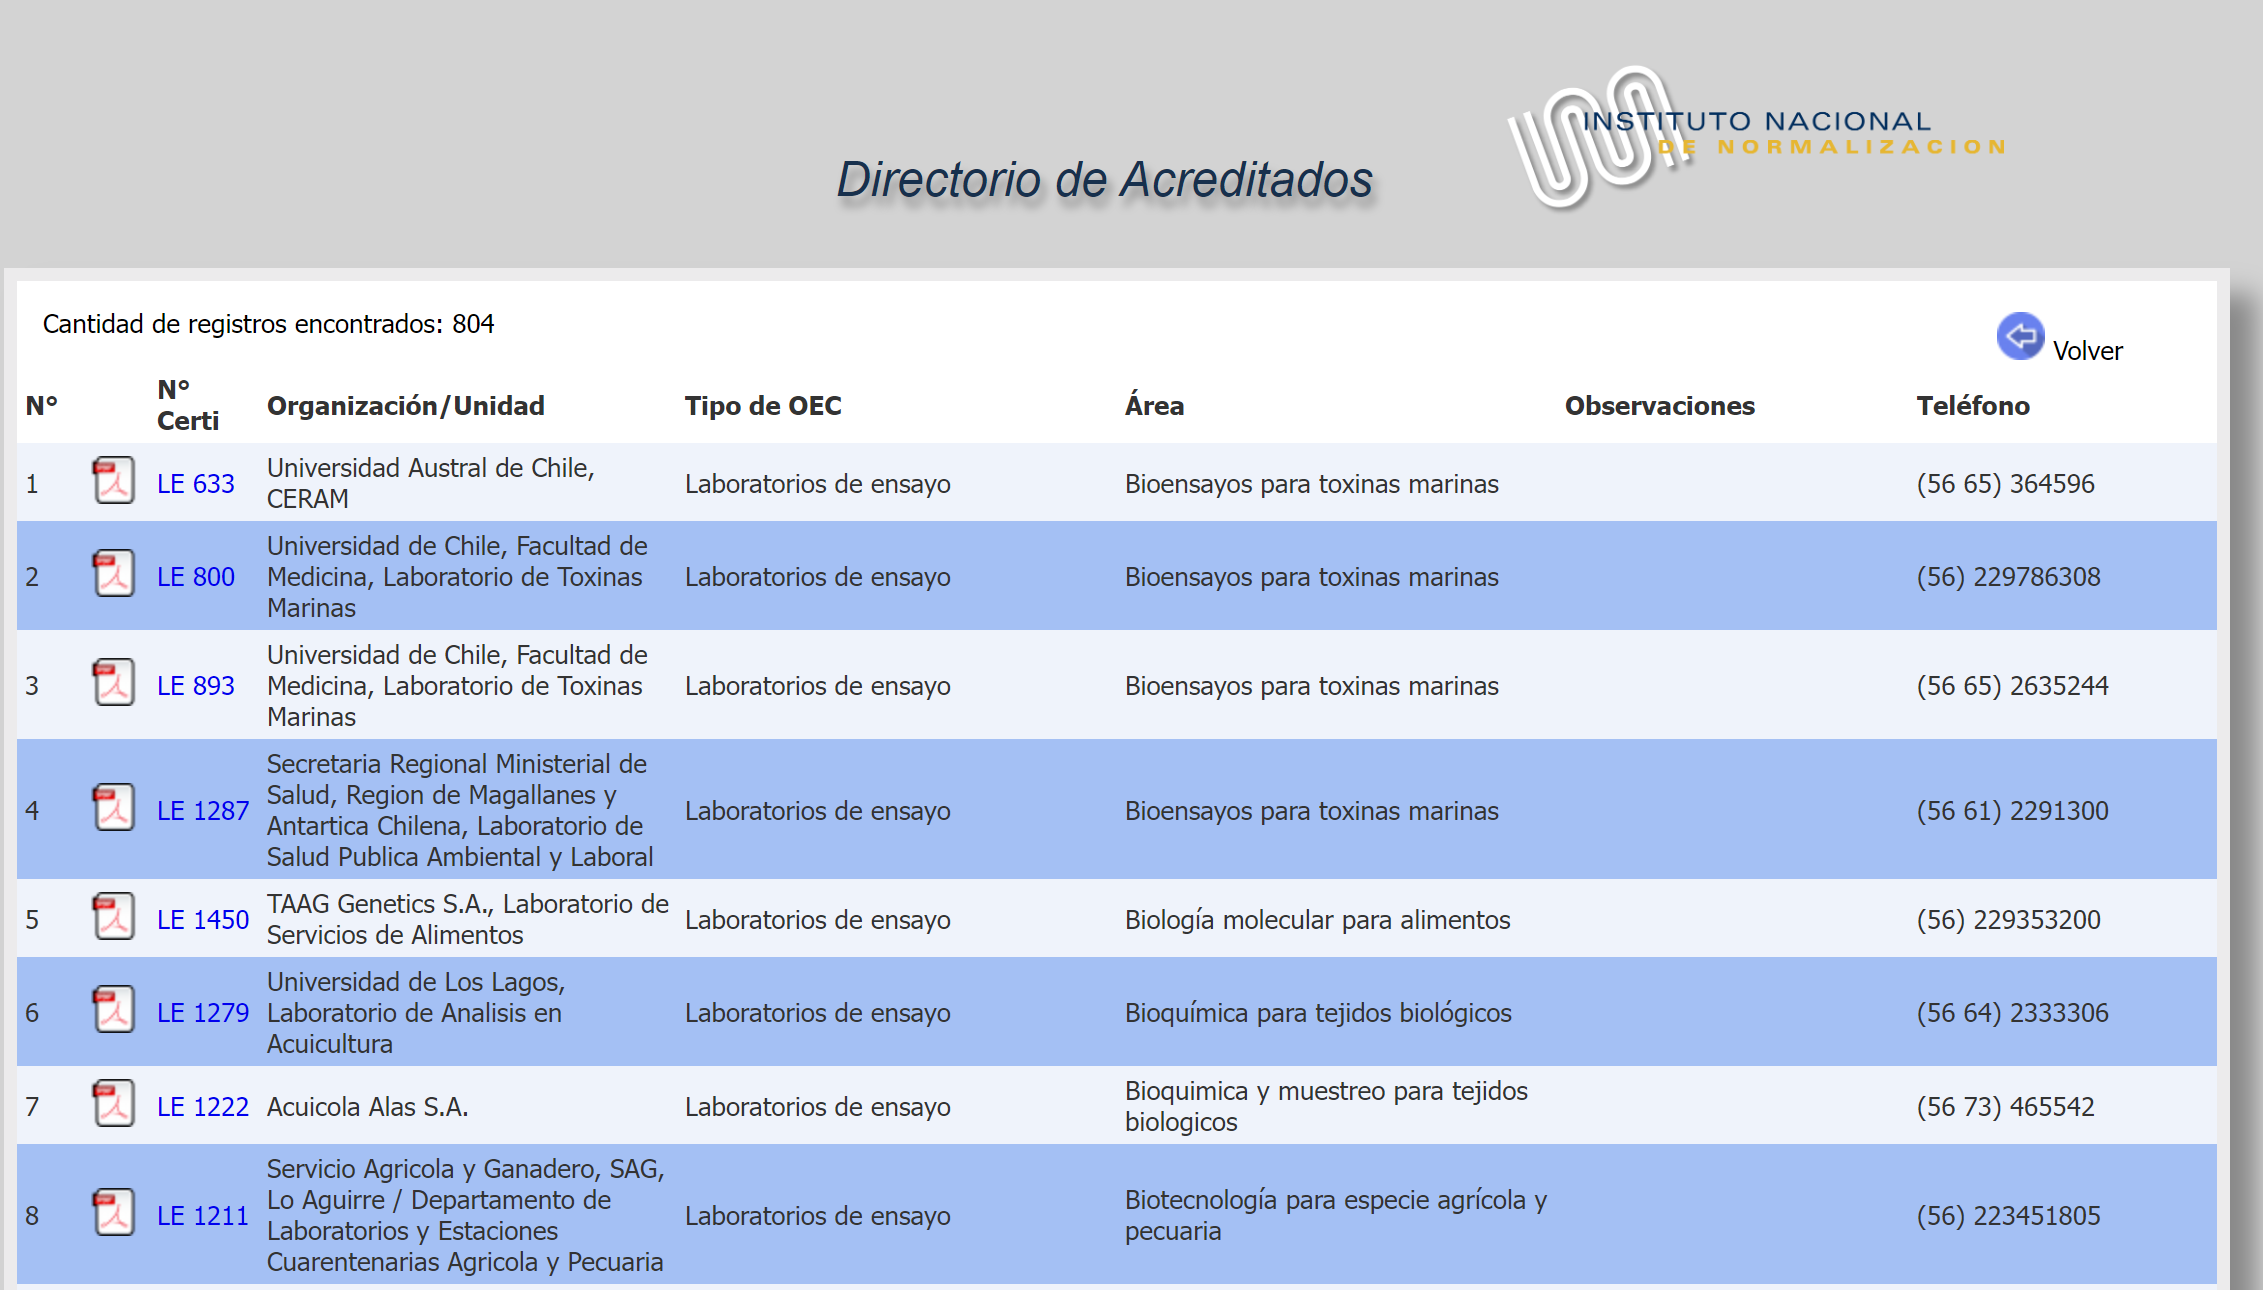 Directorio de Acreditados
INSTITUTO NACIONAL
DE NORMALIZACION
Cantidad de registros encontrados: 804
Volver
N°
N°
Certi
Organización/Unidad
Tipo de OEC
Área
Observaciones
Teléfono
1
LE 633
Universidad Austral de Chile,
CERAM
Laboratorios de ensayo
Bioensayos para toxinas marinas
(56 65) 364596
2
LE 800
Universidad de Chile, Facultad de
Medicina, Laboratorio de Toxinas
Marinas
Laboratorios de ensayo
Bioensayos para toxinas marinas
(56) 229786308
3
LE 893
Universidad de Chile, Facultad de
Medicina, Laboratorio de Toxinas
Marinas
Laboratorios de ensayo
Bioensayos para toxinas marinas
(56 65) 2635244
4
LE 1287
Secretaria Regional Ministerial de
Salud, Region de Magallanes y
Antartica Chilena, Laboratorio de
Salud Publica Ambiental y Laboral
Laboratorios de ensayo
Bioensayos para toxinas marinas
(56 61) 2291300
5
LE 1450
TAAG Genetics S.A., Laboratorio de
Servicios de Alimentos
Laboratorios de ensayo
Biología molecular para alimentos
(56) 229353200
6
LE 1279
Universidad de Los Lagos,
Laboratorio de Analisis en
Acuicultura
Laboratorios de ensayo
Bioquímica para tejidos biológicos
(56 64) 2333306
7
LE 1222
Acuicola Alas S.A.
Laboratorios de ensayo
Bioquimica y muestreo para tejidos
biologicos
(56 73) 465542
8
LE 1211
Servicio Agricola y Ganadero, SAG,
Lo Aguirre / Departamento de
Laboratorios y Estaciones
Cuarentenarias Agricola y Pecuaria
Laboratorios de ensayo
Biotecnología para especie agrícola y
pecuaria
(56) 223451805